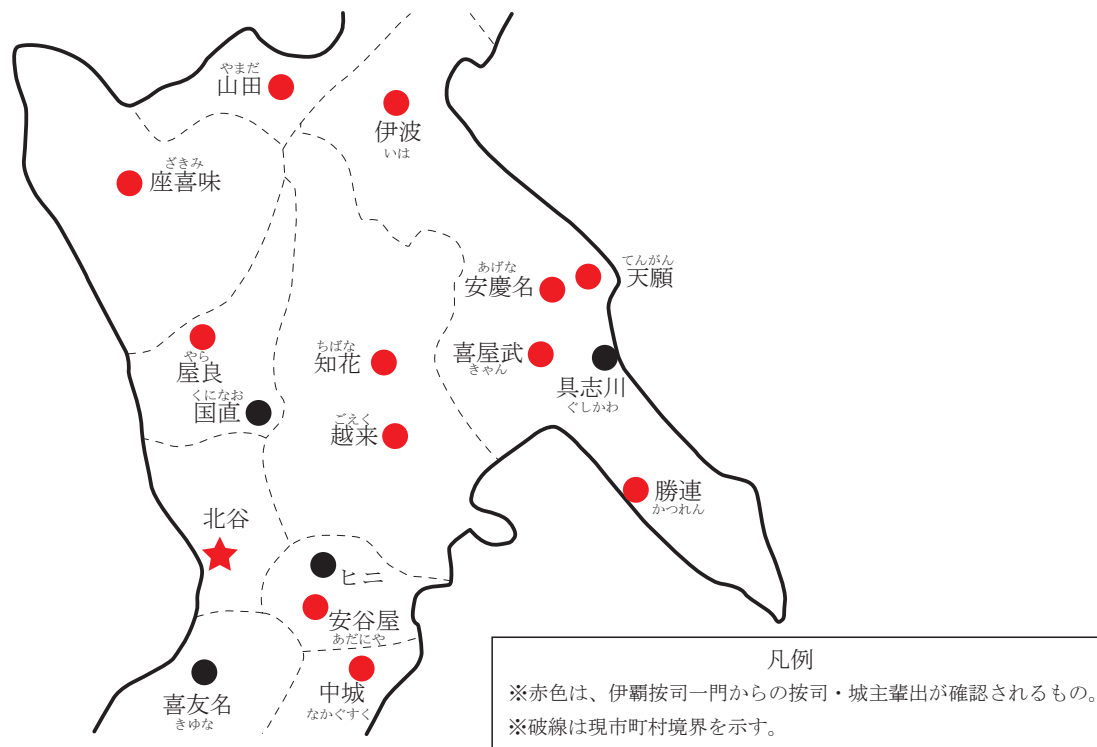 やまだ
山田
伊波
いは
ざきみ
座喜味
てんがん
天願
あげな
安慶名
喜屋武
きゃん
具志川
ぐしかわ
やら
屋良
くになお
国直
ちばな
知花
ごえく
越来
勝連
かつれん
北谷
ヒニ
安谷屋
あだにや
喜友名
きゆな
中城
なかぐすく
凡例
※赤色は、伊覇按司一門からの按司・城主輩出が確認されるもの。
※破線は現市町村境界を示す。